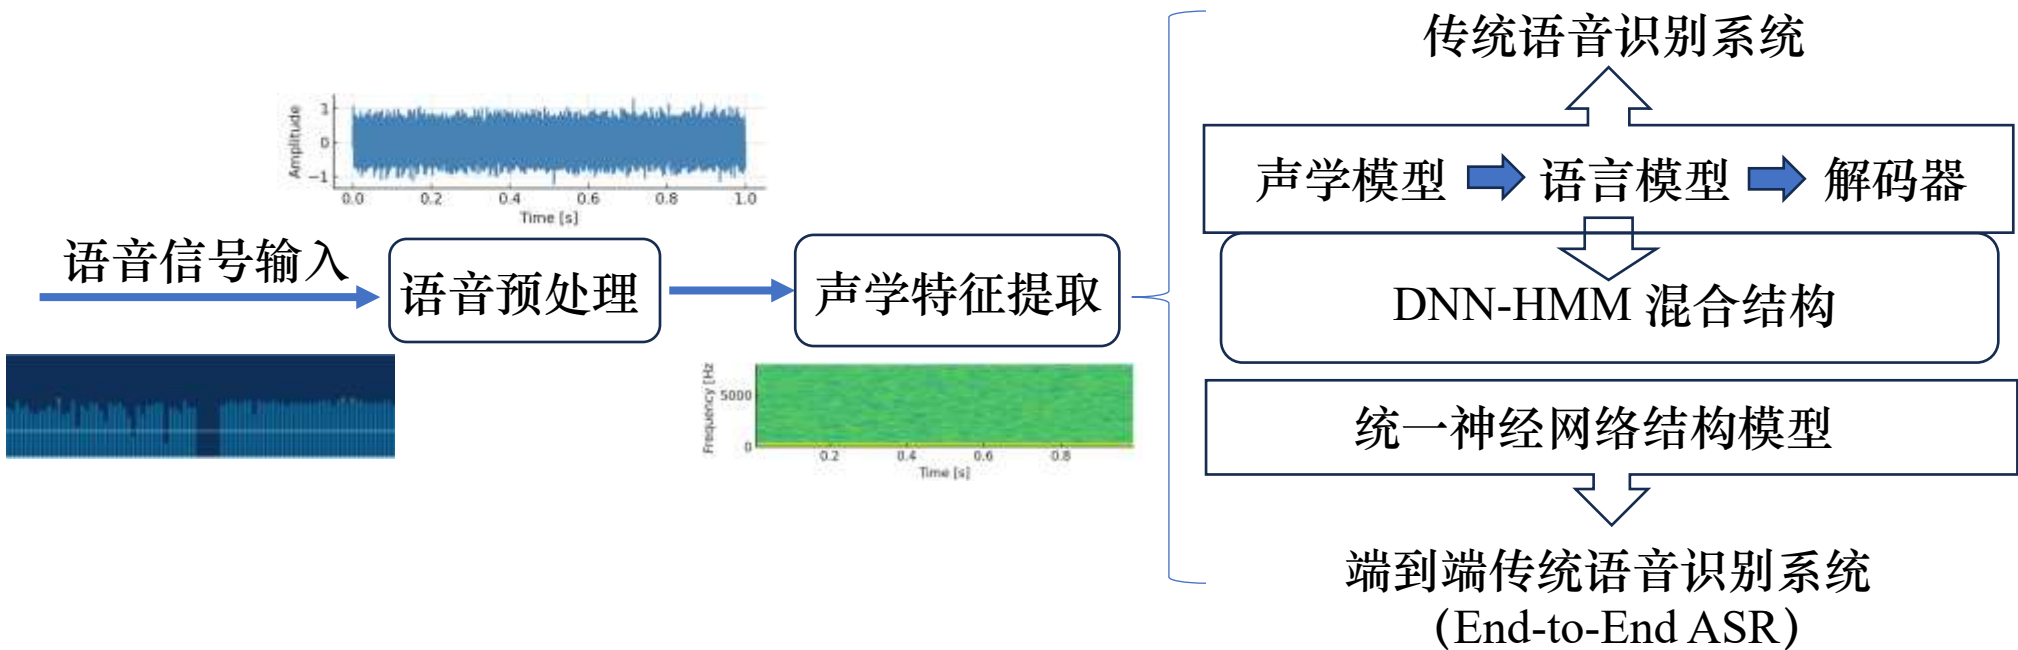 传统语音识别系统
声学模型 语言模型 解码器
DNN-HMM 混合结构
统一神经网络结构模型
端到端传统语音识别系统
（End-to-End ASR）
语音信号输入
语音预处理
声学特征提取
Amplitude
1
0
−1
0.0 0.2 0.4 0.6 0.8 1.0
Time [s]
Frequency [Hz
5000
0
0.2 0.4 0.6 0.8
Time [s]